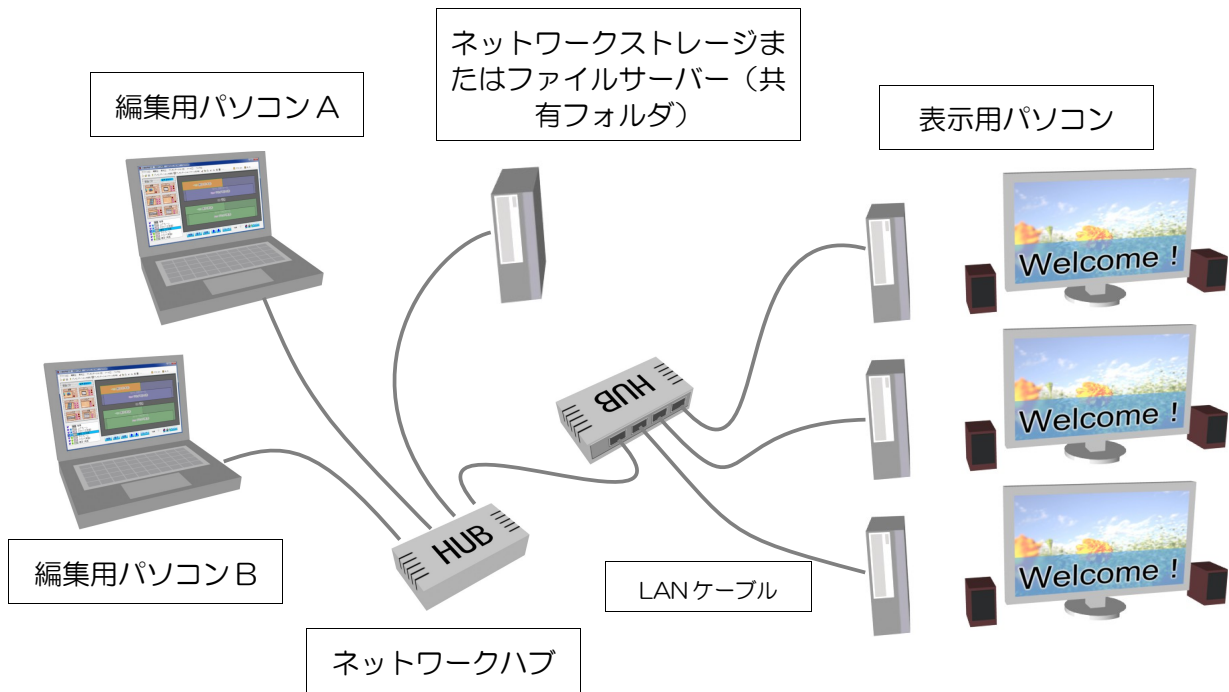 ネットワークストレージま
たはファイルサーバー（共
有フォルダ）
編集用パソコンA
表示用パソコン
Welcome !
HUB
Welcome !
HUB
編集用パソコンB
LANケーブル
Welcome !
ネットワークハブ